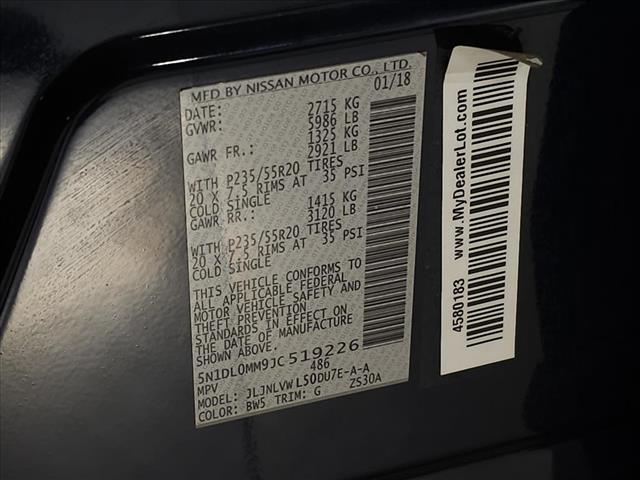 MFD BY NISSAN MOTOR CO., LTD.
DATE: 01/18
GVWR: 2715 KG
5986 LB
GAWR FR.: 1325 KG
2921 LB
WITH P235/55R20 TIRES
20 X 7.5 RIMS AT 35 PSI
COLD SINGLE
GAWR RR.: 1415 KG
3120 LB
WITH P235/55R20 TIRES
20 X 7.5 RIMS AT 35 PSI
COLD SINGLE
THIS VEHICLE CONFORMS TO
ALL APPLICABLE FEDERAL
MOTOR VEHICLE SAFETY AND
THEFT PREVENTION
STANDARDS IN EFFECT ON
THE DATE OF MANUFACTURE
SHOWN ABOVE.
5N1DL0MM9JC519226
MPV 486
MODEL: JLJNLVWL50DU7E-A-A
COLOR: BW5 TRIM: G ZS30A
www.MyDealerLot.com
4580183